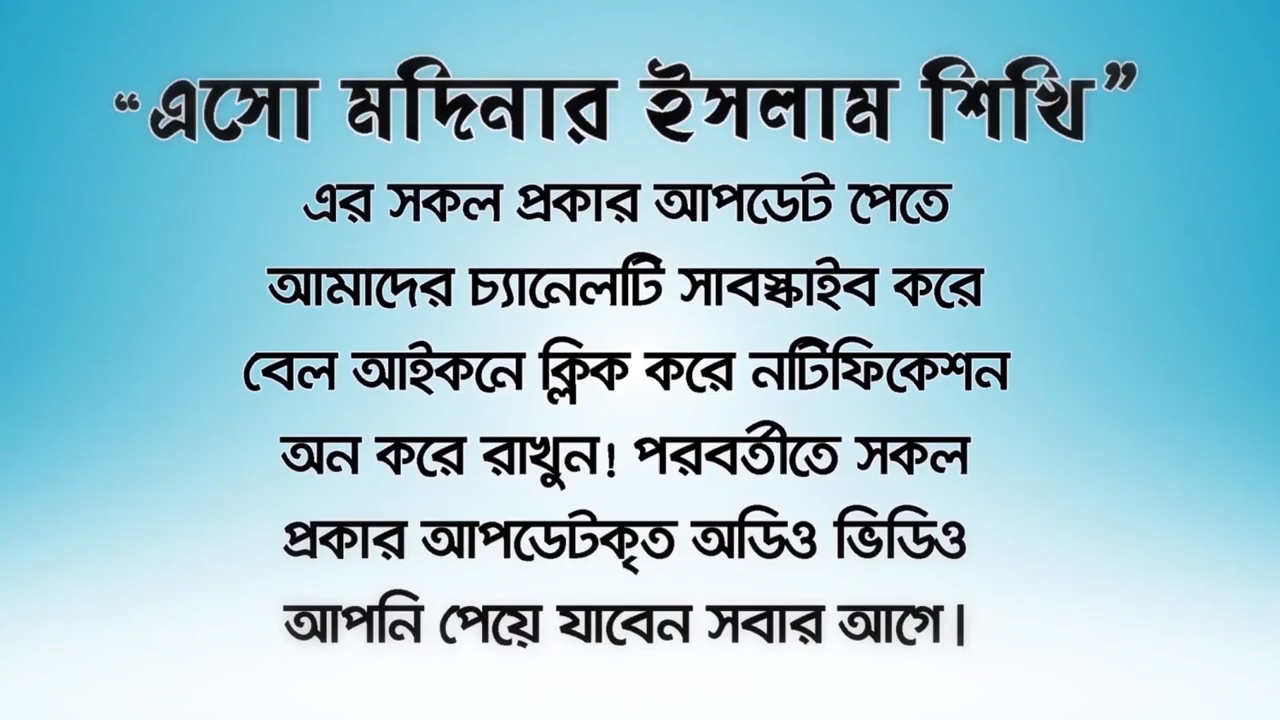 “এসো মদিনার ইসলাম শিখি”
এর সকল প্রকার আপডেট পেতে
আমাদের চ্যানেলটি সাবস্ক্রাইব করে
বেল আইকনে ক্লিক করে নটিফিকেশন
অন করে রাখুন! পরবর্তীতে সকল
প্রকার আপডেটকৃত অডিও ভিডিও
আপনি পেয়ে যাবেন সবার আগে।